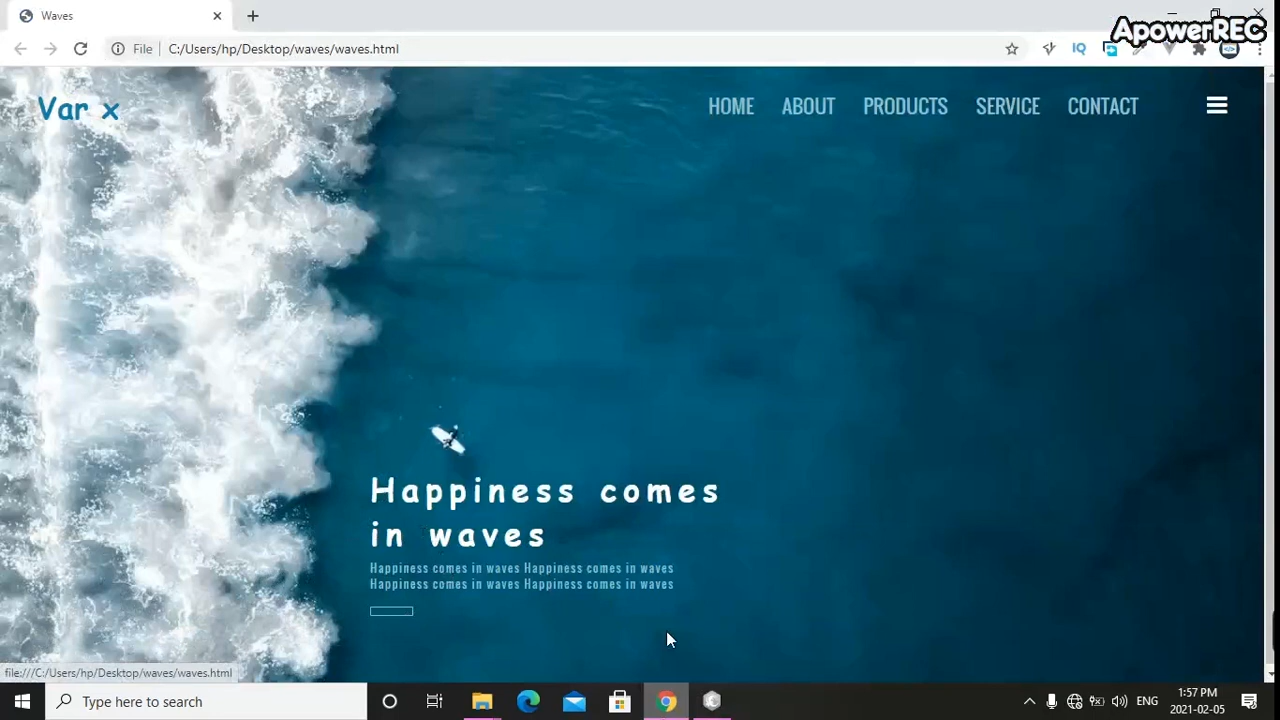 Waves
ApowerREC
File
C:/Users/hp/Desktop/waves/waves.html
IQ
Var x
HOME
ABOUT
PRODUCTS
SERVICE
CONTACT
Happiness comes
in waves
Happiness comes in waves Happiness comes in waves
Happiness comes in waves Happiness comes in waves
file:///C:/Users/hp/Desktop/waves/waves.html
Type here to search
ENG
1:57 PM
2021-02-05